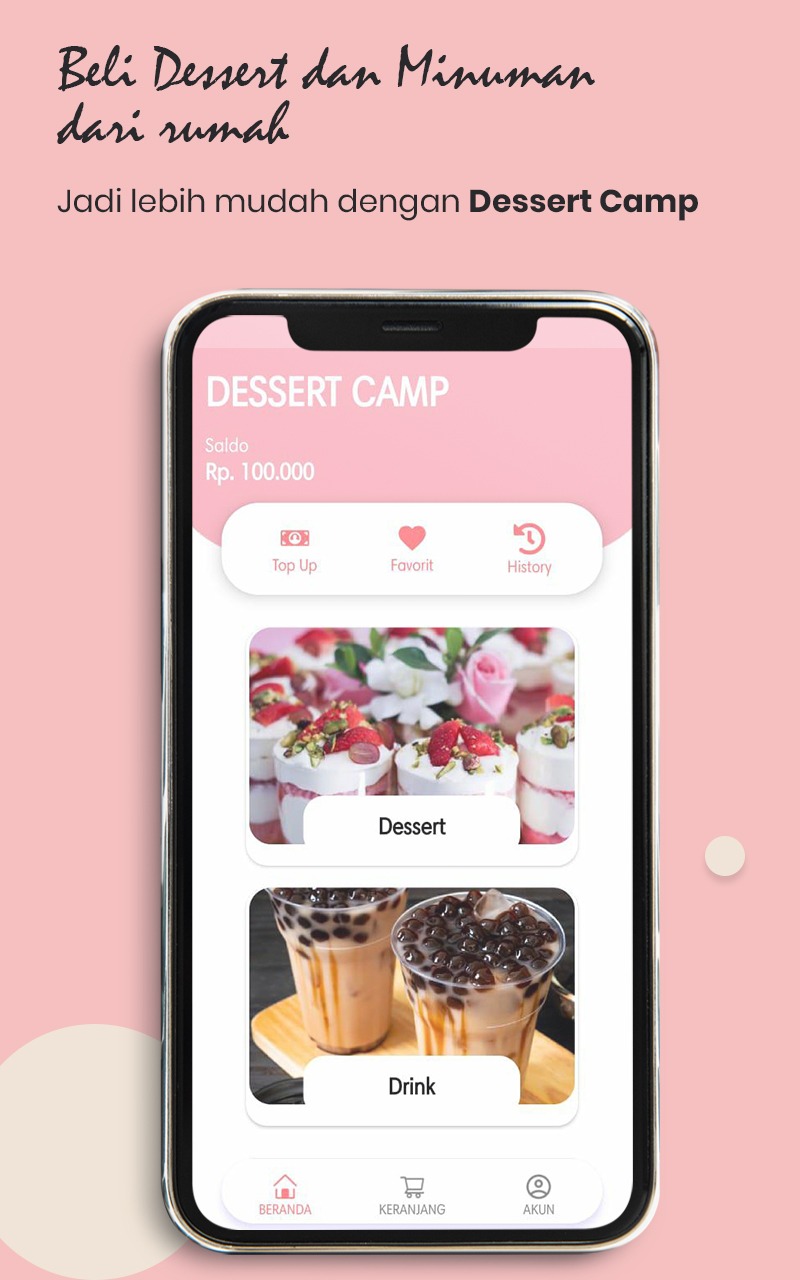 Beli Dessert dan Minuman
dari rumah
Jadi lebih mudah dengan Dessert Camp
DESSERT CAMP
Saldo
Rp. 100.000
Top Up Favorit History
Dessert
Drink
BERANDA KERANJANG AKUN